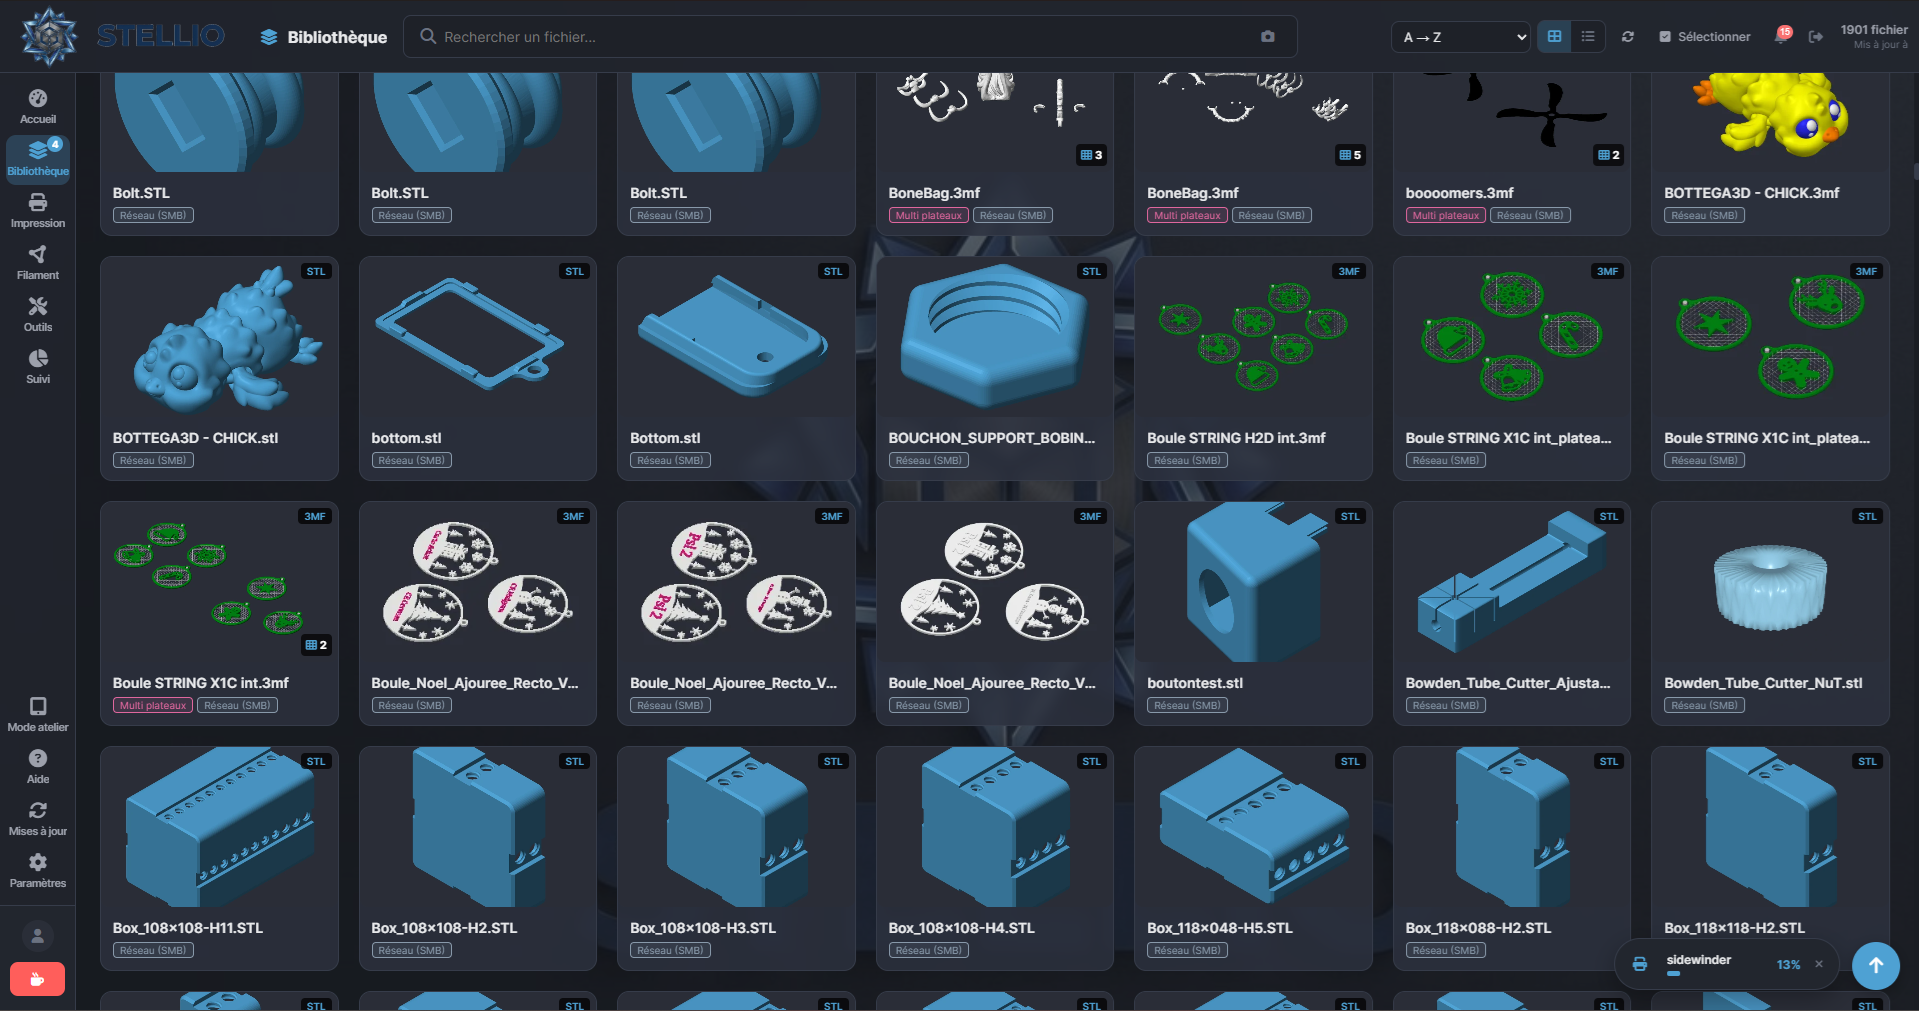 STELLIO
Bibliothèque
Rechercher un fichier...
A → Z
Sélectionner
15
1901 fichier
Mis à jour à
Accueil
4
Bibliothèque
Impression
Filament
Outils
Suivi
Mode atelier
Aide
Mises à jour
Paramètres
Bolt.STL
Réseau (SMB)
Bolt.STL
Réseau (SMB)
Bolt.STL
Réseau (SMB)
3
BoneBag.3mf
Multi plateaux Réseau (SMB)
5
BoneBag.3mf
Multi plateaux Réseau (SMB)
2
boooomers.3mf
Multi plateaux Réseau (SMB)
BOTTEGA3D - CHICK.3mf
Réseau (SMB)
STL
BOTTEGA3D - CHICK.stl
Réseau (SMB)
STL
bottom.stl
Réseau (SMB)
STL
Bottom.stl
Réseau (SMB)
STL
BOUCHON_SUPPORT_BOBIN...
Réseau (SMB)
3MF
Boule STRING H2D int.3mf
Réseau (SMB)
3MF
Boule STRING X1C int_platea...
Réseau (SMB)
3MF
Boule STRING X1C int_platea...
Réseau (SMB)
3MF
2
Boule STRING X1C int.3mf
Multi plateaux Réseau (SMB)
3MF
Boule_Noel_Ajouree_Recto_V...
Réseau (SMB)
3MF
Psl2
Psl2
Boule_Noel_Ajouree_Recto_V...
Réseau (SMB)
3MF
Psl2
Boule_Noel_Ajouree_Recto_V...
Réseau (SMB)
STL
boutontest.stl
Réseau (SMB)
STL
Bowden_Tube_Cutter_Ajusta...
Réseau (SMB)
STL
Bowden_Tube_Cutter_NuT.stl
Réseau (SMB)
STL
Box_108x108-H11.STL
Réseau (SMB)
STL
Box_108x108-H2.STL
Réseau (SMB)
STL
Box_108x108-H3.STL
Réseau (SMB)
STL
Box_108x108-H4.STL
Réseau (SMB)
STL
Box_118x048-H5.STL
Réseau (SMB)
STL
Box_118x088-H2.STL
Réseau (SMB)
STL
Box_118x118-H2.STL
sidewinder
13%
STL
STL
STL
STL
STL
STL
STL